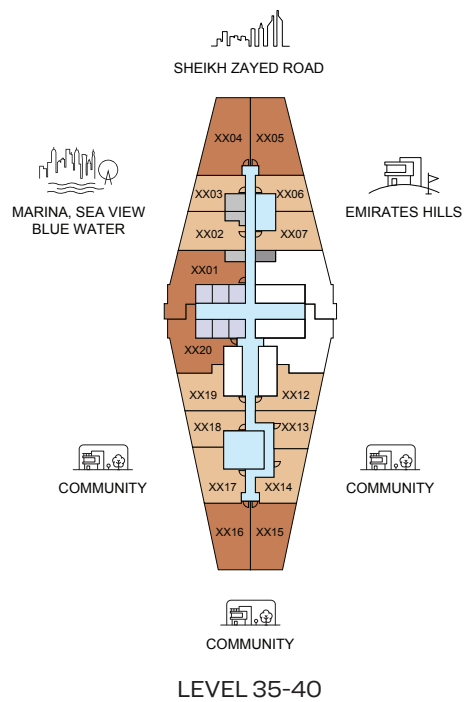 SHEIKH ZAYED ROAD
XX04 XX05
XX03 XX06
MARINA, SEA VIEW
BLUE WATER
EMIRATES HILLS
XX02 XX07
XX01
XX20
XX19 XX12
XX18 XX13
COMMUNITY
XX17 XX14
COMMUNITY
XX16 XX15
COMMUNITY
LEVEL 35-40